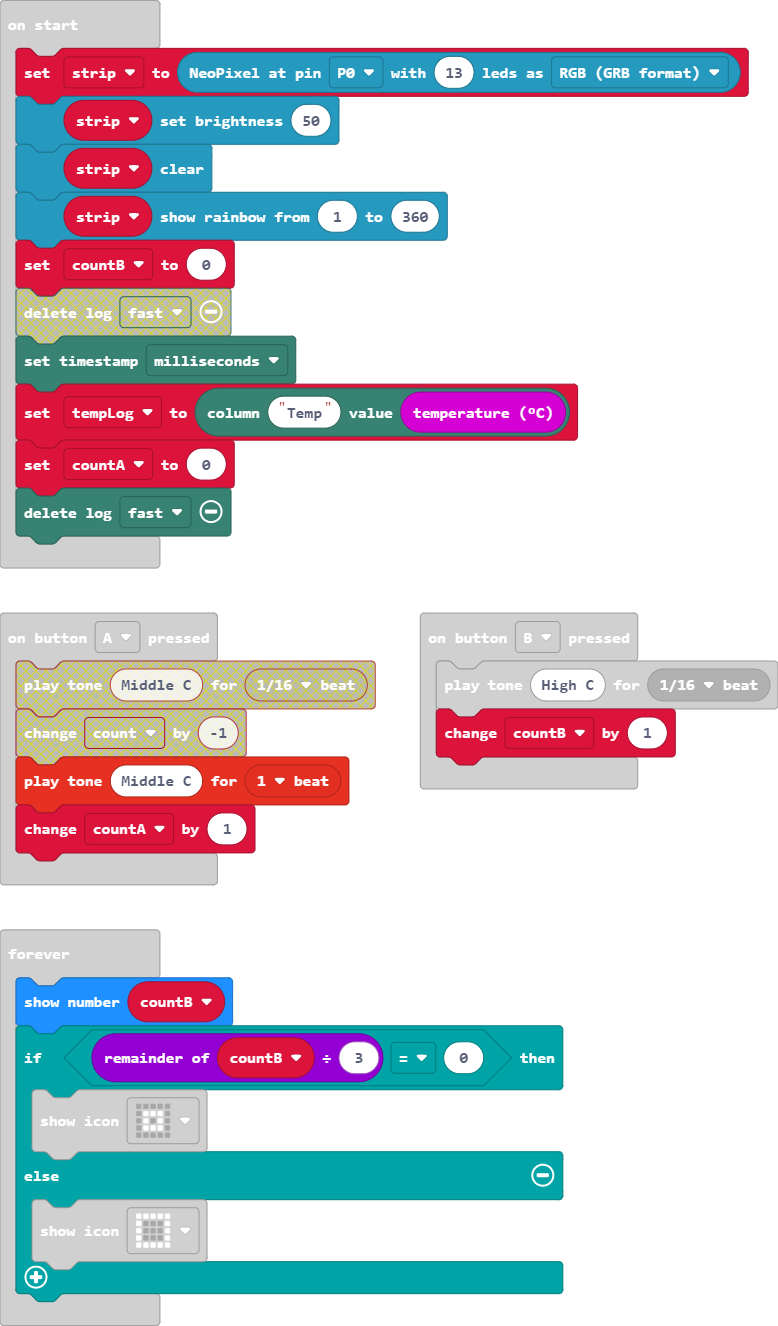 on start
set strip to NeoPixel at pin P0 with 13 leds as RGB (GRB format)
strip set brightness 50
strip clear
strip show rainbow from 1 to 360
set countB to 0
delete log fast
set timestamp milliseconds
set tempLog to column "Temp" value temperature (ºC)
set countA to 0
delete log fast
on button A pressed
play tone Middle C for 1/16 beat
change count by -1
play tone Middle C for 1 beat
change countA by 1
on button B pressed
play tone High C for 1/16 beat
change countB by 1
forever
show number countB
if remainder of countB ÷ 3 = 0 then
show icon
else
show icon